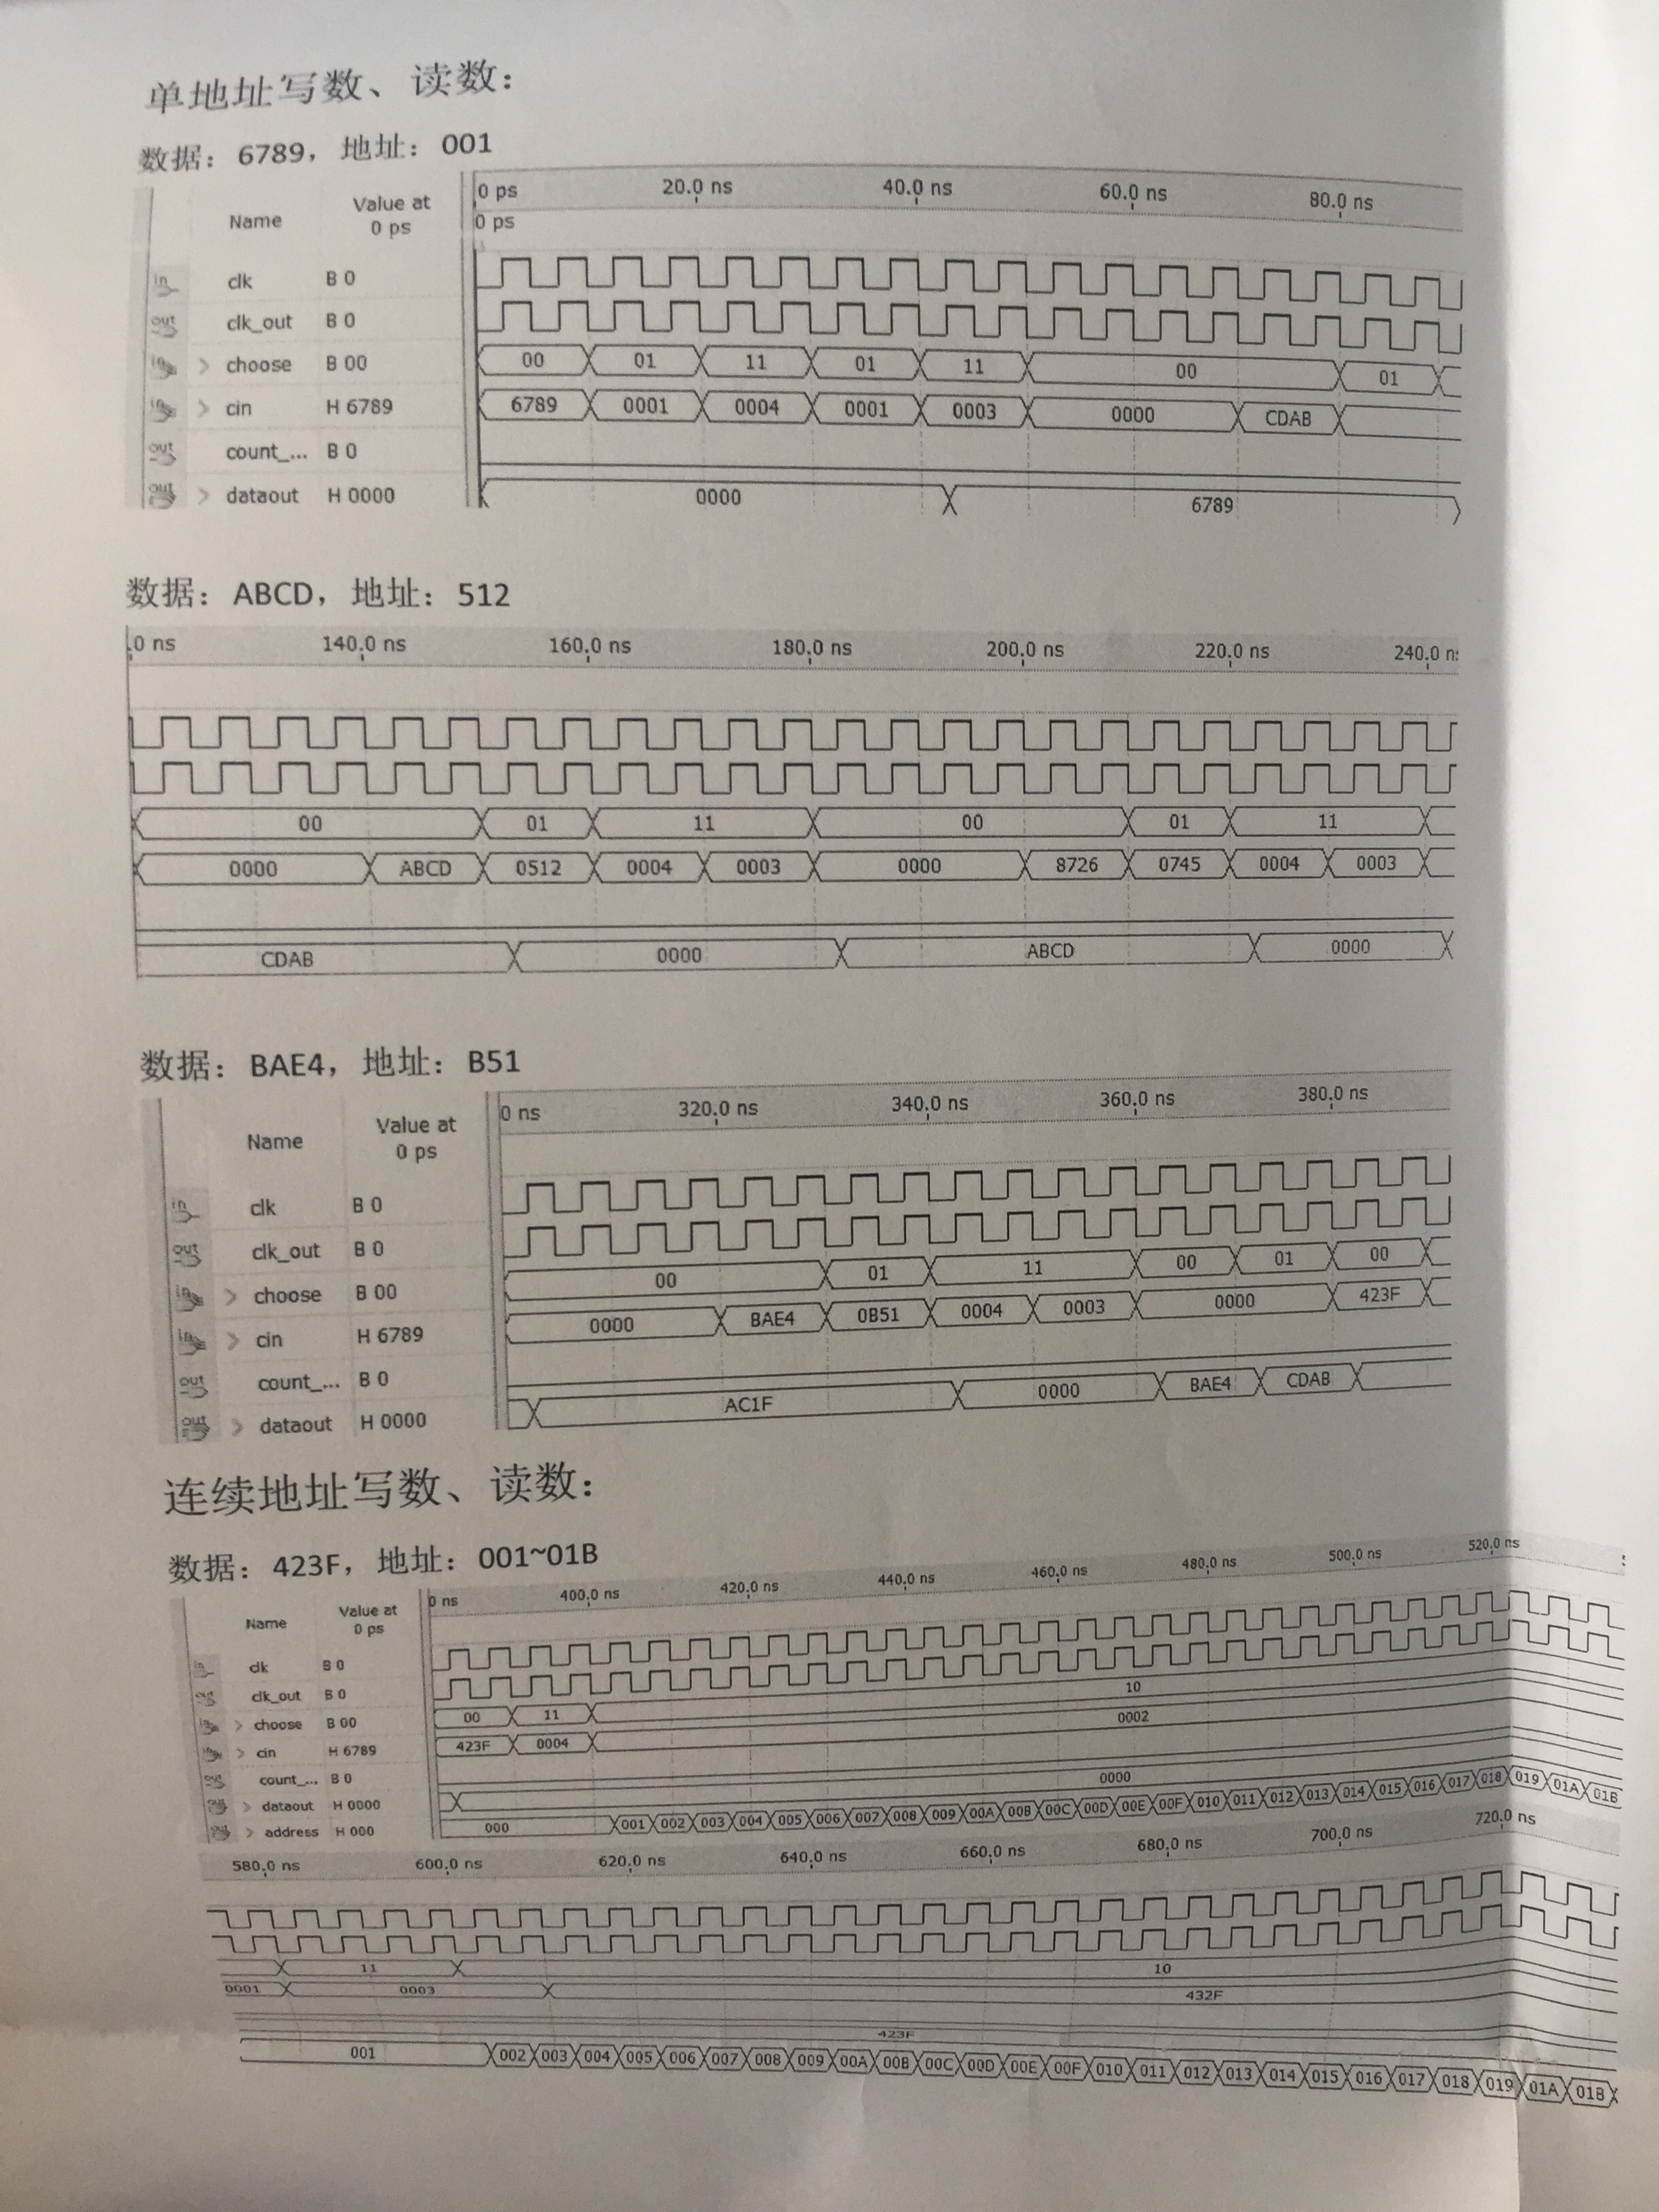 单地址写数、读数：
数据：6789，地址：001
Name Value at 0 ps 0 ps 20.0 ns 40.0 ns 60.0 ns 80.0 ns
0 ps
clk B 0
clk_out B 0
choose B 00 00 01 11 01 11 00 01
cin H 6789 6789 0001 0004 0001 0003 0000 CDAB
count_... B 0
dataout H 0000 0000 6789
数据：ABCD，地址：512
.0 ns 140.0 ns 160.0 ns 180.0 ns 200.0 ns 220.0 ns 240.0 n
00 01 11 00 01 11
0000 ABCD 0512 0004 0003 0000 8726 0745 0004 0003
CDAB 0000 ABCD 0000
数据：BAE4，地址：B51
Name Value at 0 ps 0 ns 320.0 ns 340.0 ns 360.0 ns 380.0 ns
clk B 0
clk_out B 0
choose B 00 00 01 11 00 01 00
cin H 6789 0000 BAE4 0B51 0004 0003 0000 423F
count_... B 0
dataout H 0000 AC1F 0000 BAE4 CDAB
连续地址写数、读数：
数据：423F，地址：001~01B
Name Value at 0 ps 0 ns 400.0 ns 420.0 ns 440.0 ns 460.0 ns 480.0 ns 500.0 ns 520.0 ns
clk B 0
clk_out B 0
choose B 00 00 11 10
cin H 6789 423F 0004 0002
count_... B 0
dataout H 0000 0000
address H 000 000 001 002 003 004 005 006 007 008 009 00A 00B 00C 00D 00E 00F 010 011 012 013 014 015 016 017 018 019 01A 01B
580.0 ns 600.0 ns 620.0 ns 640.0 ns 660.0 ns 680.0 ns 700.0 ns 720.0 ns
11 10
0001 0003 432F
423F
001 002 003 004 005 006 007 008 009 00A 00B 00C 00D 00E 00F 010 011 012 013 014 015 016 017 018 019 01A 01B